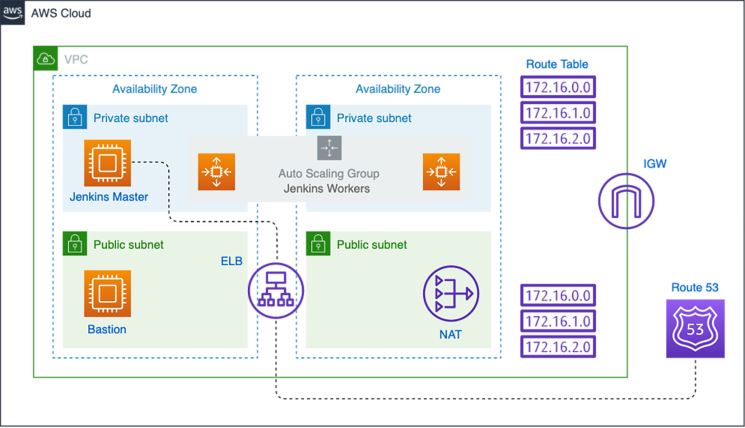 aws
AWS Cloud
VPC
Availability Zone
Availability Zone
Route Table
172.16.0.0
172.16.1.0
172.16.2.0
Private subnet
Private subnet
Auto Scaling Group
Jenkins Workers
Jenkins Master
IGW
Public subnet
Public subnet
ELB
Bastion
NAT
172.16.0.0
172.16.1.0
172.16.2.0
Route 53
53